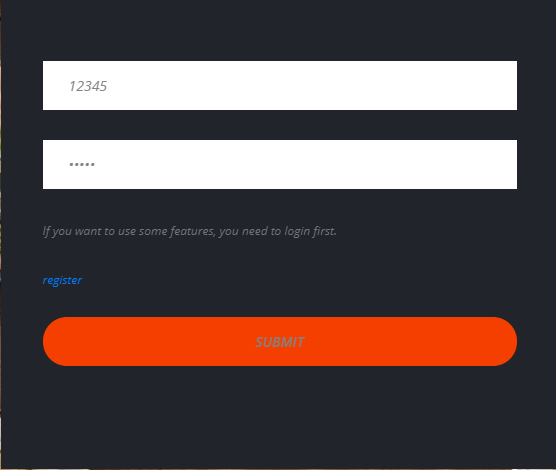 12345
•••••
If you want to use some features, you need to login first.
register
SUBMIT